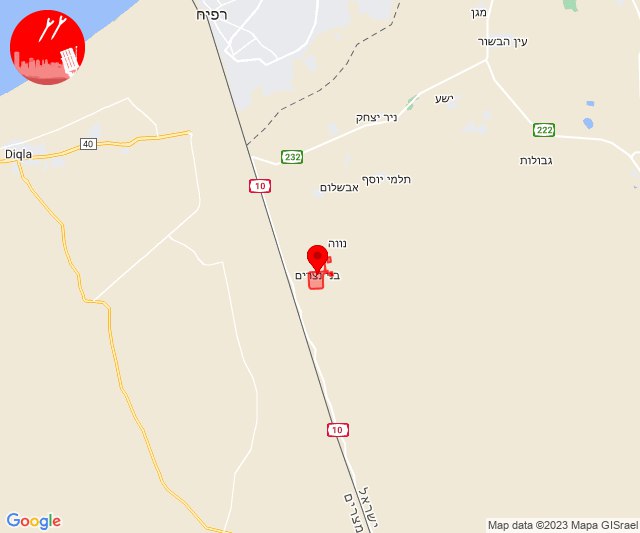 רפיח
מגן
עין הבשור
ישע
ניר יצחק
222
40
Diqla
232
גבולות
תלמי יוסף
10
אבשלום
נווה
בני נצרים
10
ישראל
מצרים
Google
Map data ©2023 Mapa GISrael